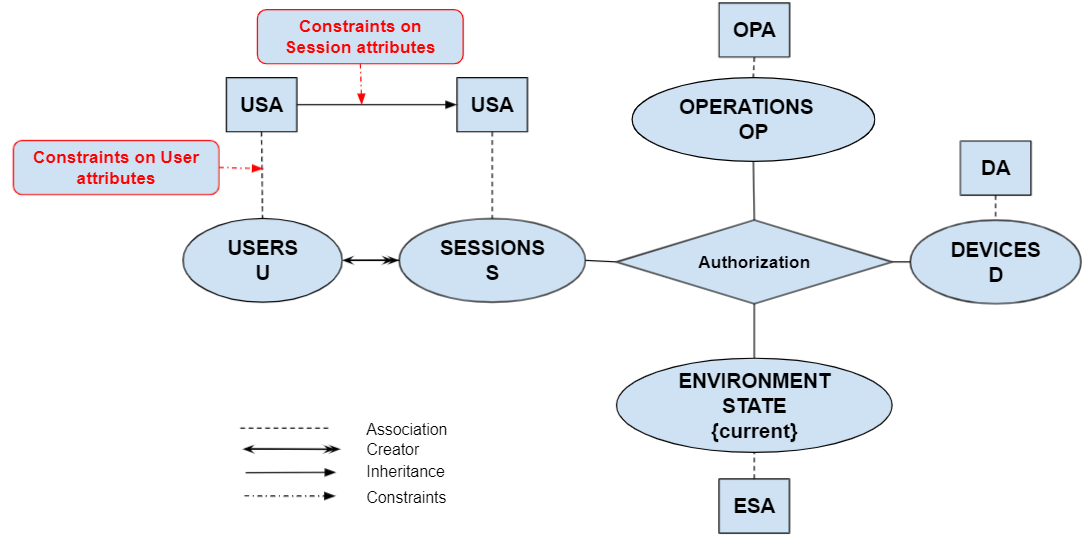 Constraints on
Session attributes
OPA
USA
USA
OPERATIONS
OP
Constraints on User
attributes
DA
USERS
U
SESSIONS
S
Authorization
DEVICES
D
ENVIRONMENT
STATE
{current}
Association
Creator
Inheritance
Constraints
ESA